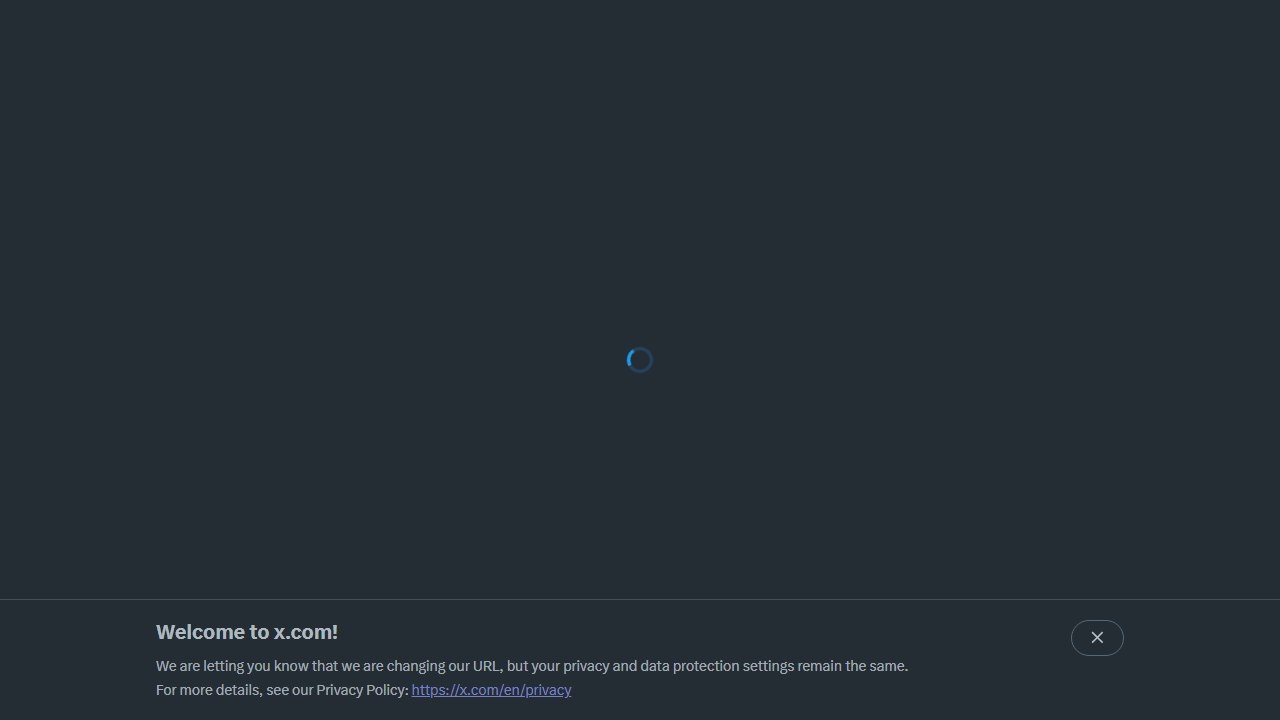 Welcome to x.com!
We are letting you know that we are changing our URL, but your privacy and data protection settings remain the same.
For more details, see our Privacy Policy: https://x.com/en/privacy